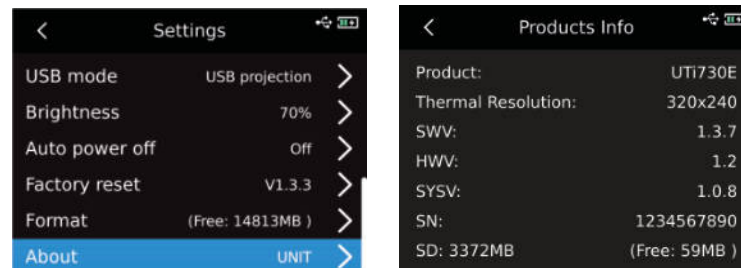 Settings
USB mode USB projection
Brightness 70%
Auto power off Off
Factory reset V1.3.3
Format (Free: 14813MB )
About UNIT
Products Info
Product: UTi730E
Thermal Resolution: 320x240
SWV: 1.3.7
HWV: 1.2
SYSV: 1.0.8
SN: 1234567890
SD: 3372MB (Free: 59MB )